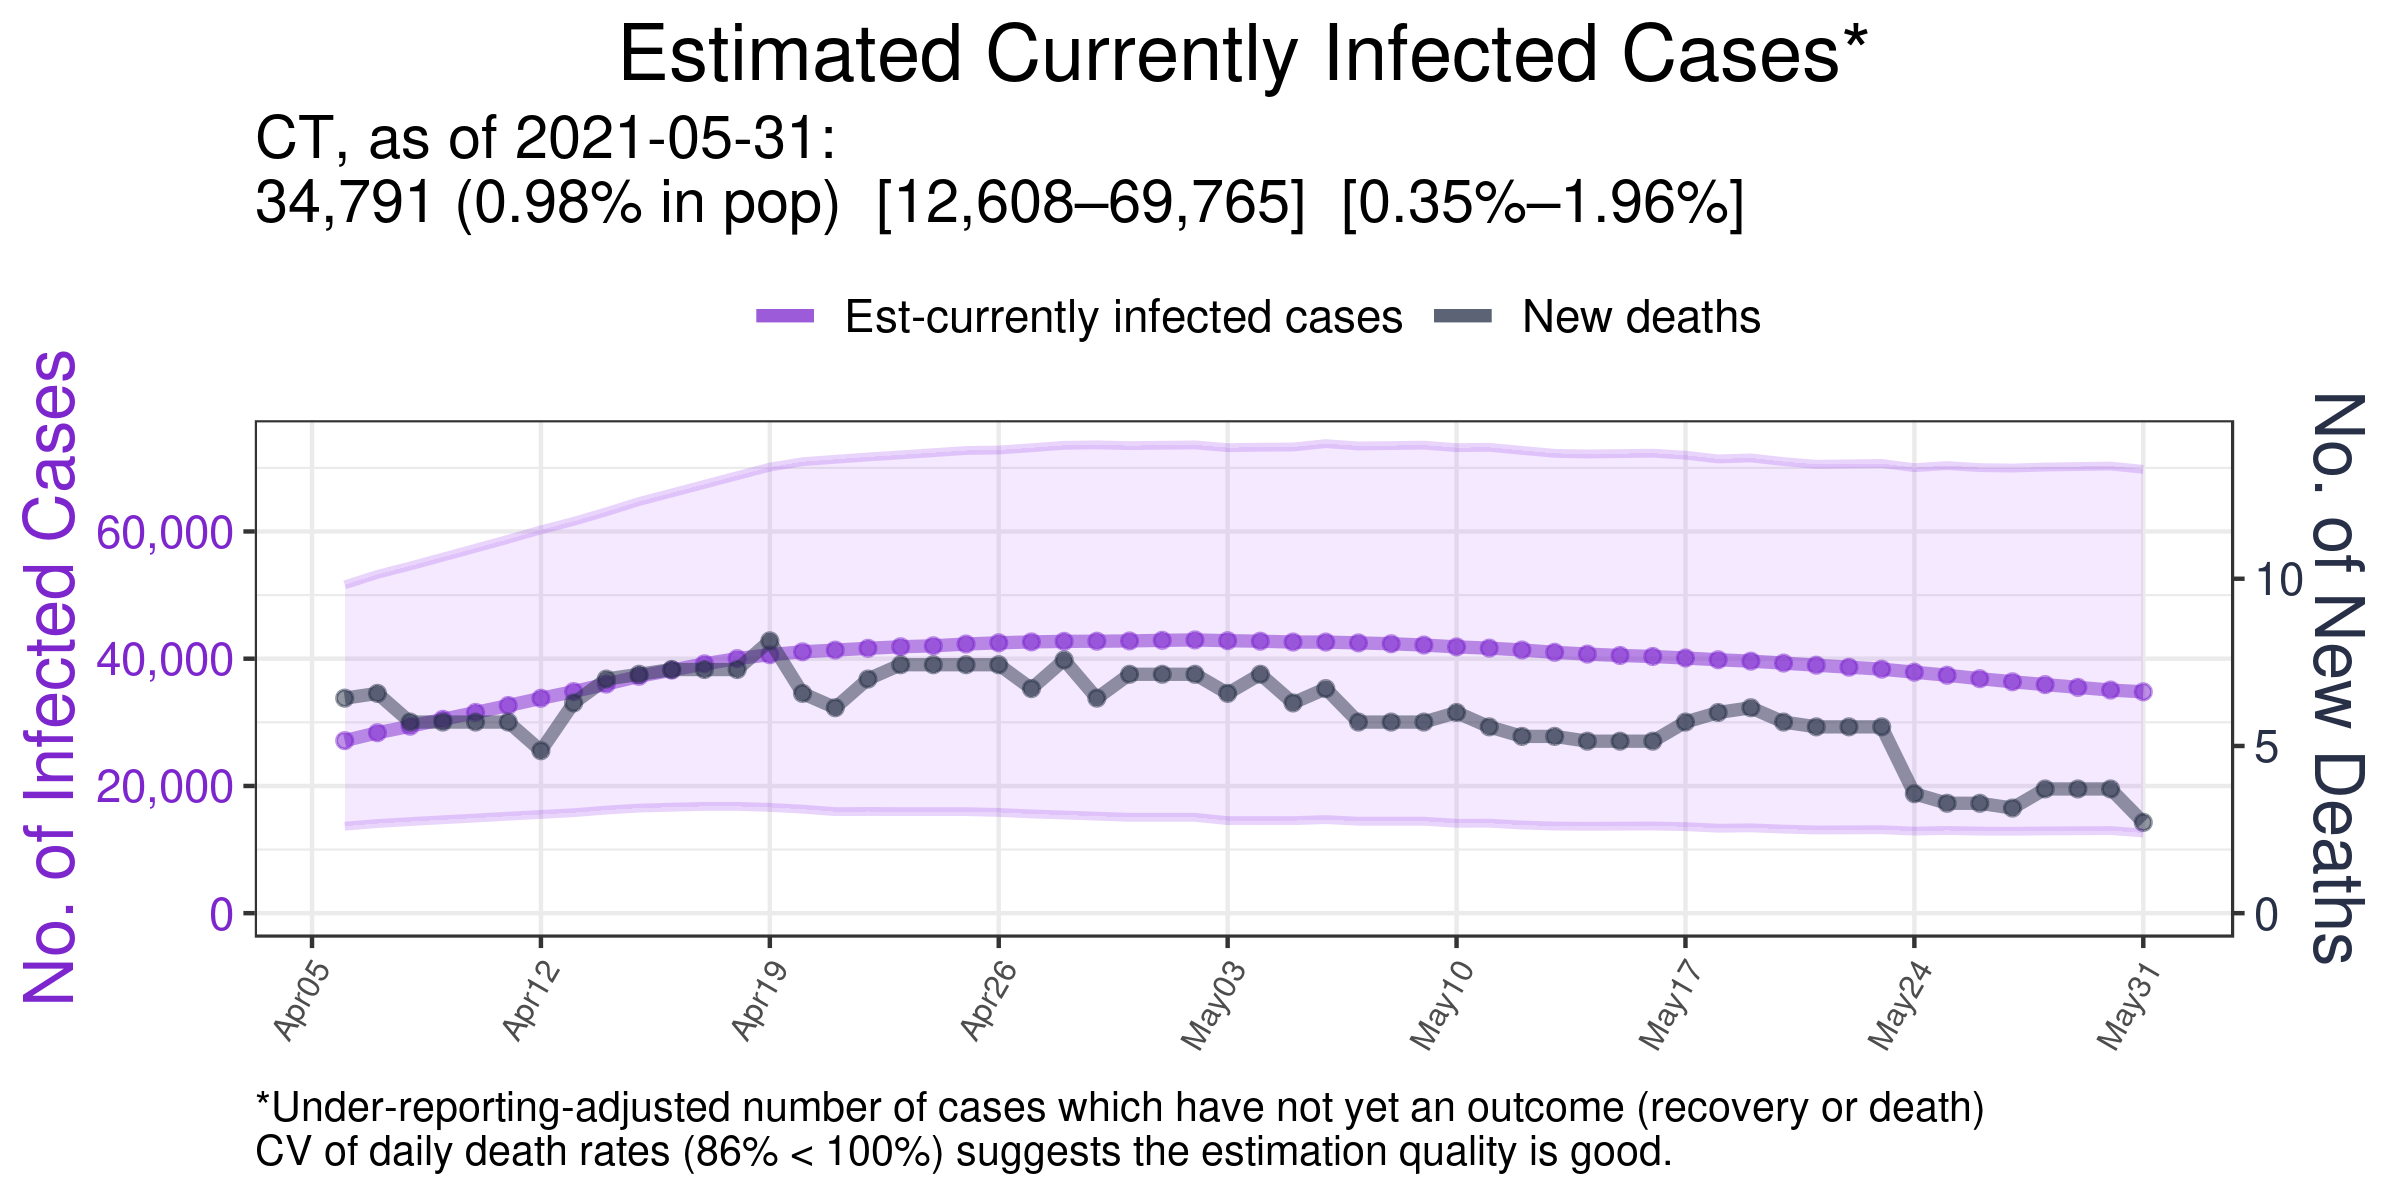 Estimated Currently Infected Cases*
CT, as of 2021-05-31:
34,791 (0.98% in pop)  [12,608–69,765]  [0.35%–1.96%]
Est-currently infected cases
New deaths
No. of Infected Cases
60,000
40,000
20,000
0
10
5
0
No. of New Deaths
Apr05
Apr12
Apr19
Apr26
May03
May10
May17
May24
May31
*Under-reporting-adjusted number of cases which have not yet an outcome (recovery or death)
CV of daily death rates (86% < 100%) suggests the estimation quality is good.